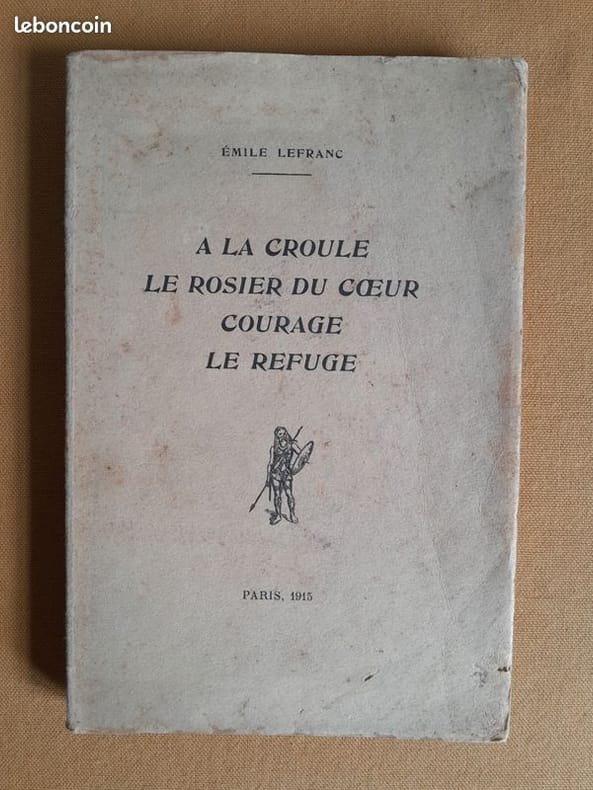 leboncoin
ÉMILE LEFRANC
A LA CROULE
LE ROSIER DU CŒUR
COURAGE
LE REFUGE
PARIS, 1915